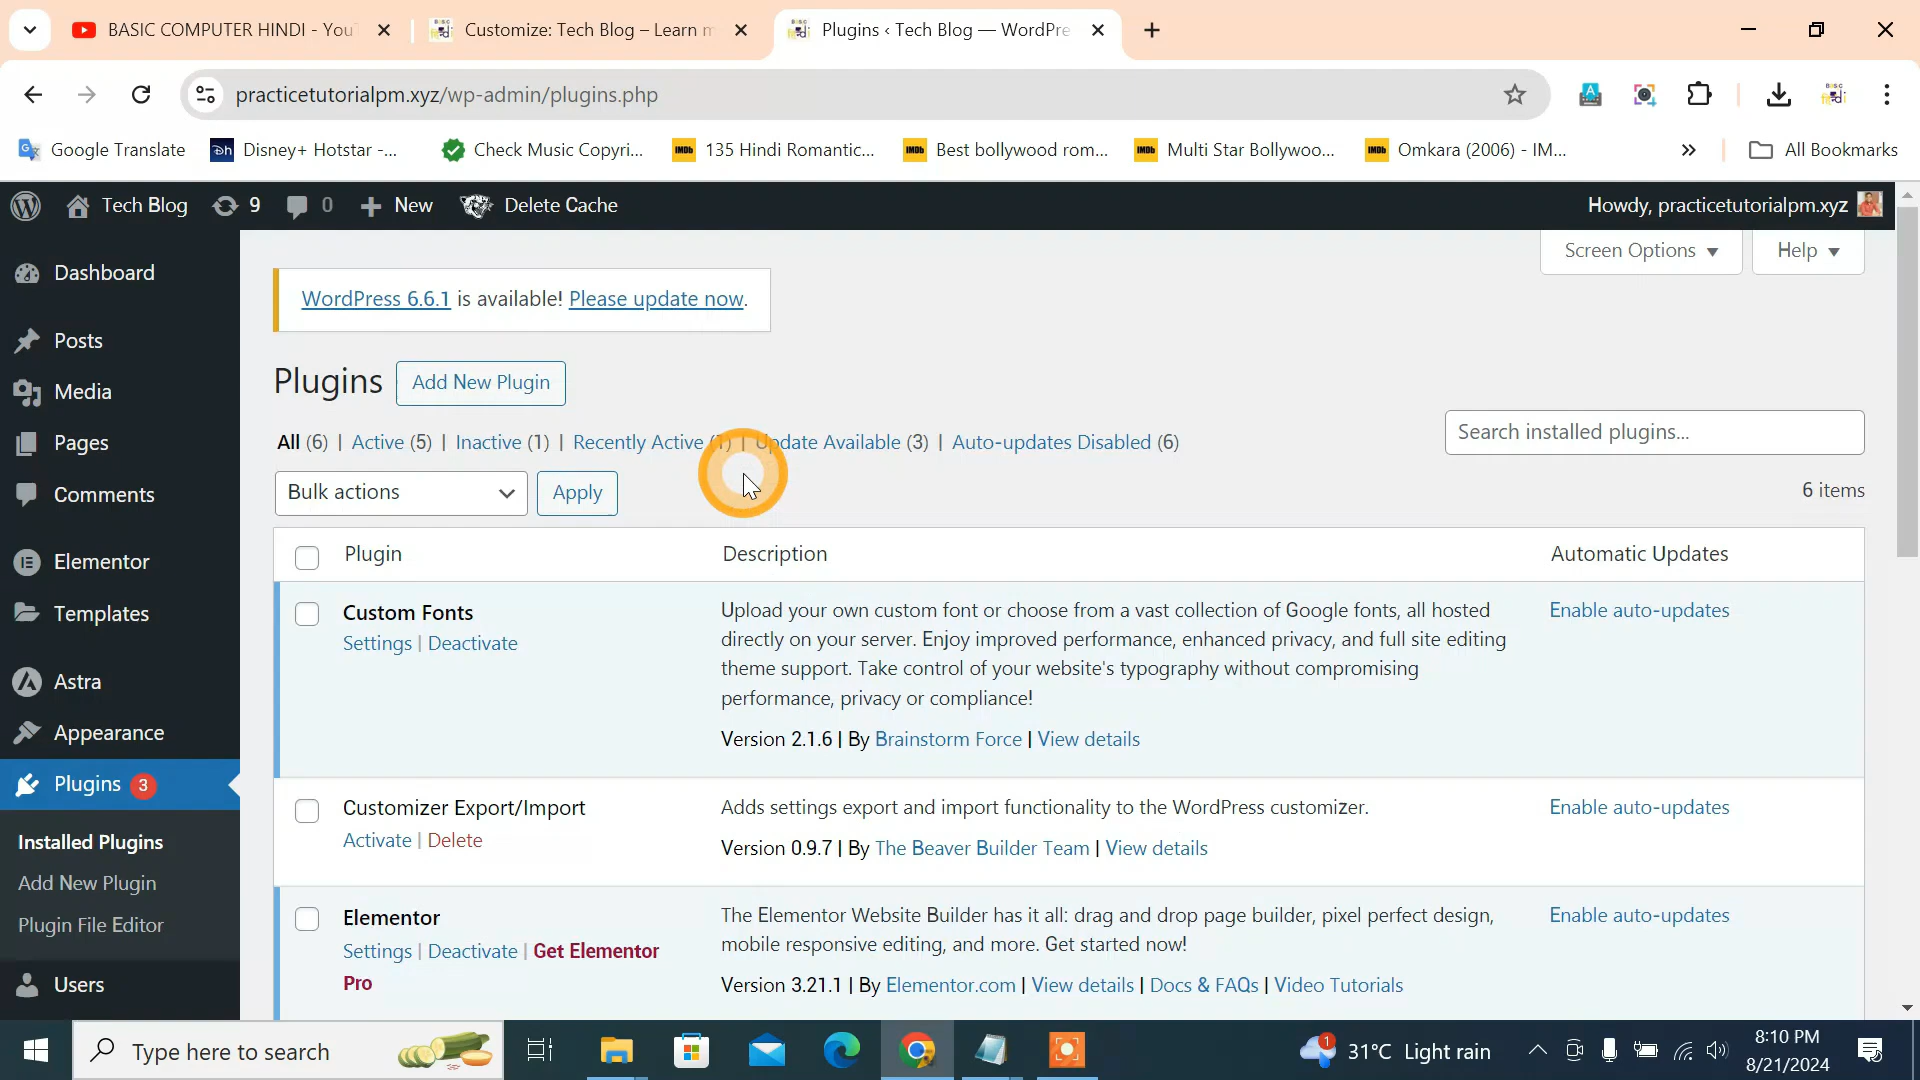 BASIC COMPUTER HINDI - You
Customize: Tech Blog – Learn m
Plugins ‹ Tech Blog — WordPre
practicetutorialpm.xyz/wp-admin/plugins.php
Google Translate
Disney+ Hotstar -...
Check Music Copyri...
135 Hindi Romantic...
Best bollywood rom...
Multi Star Bollywoo...
Omkara (2006) - IM...
All Bookmarks
Tech Blog
9
0
New
Delete Cache
Howdy, practicetutorialpm.xyz
Screen Options
Help
Dashboard
Posts
Media
Pages
Comments
Elementor
Templates
Astra
Appearance
Plugins 3
Installed Plugins
Add New Plugin
Plugin File Editor
Users
WordPress 6.6.1 is available! Please update now.
Plugins
Add New Plugin
All (6) | Active (5) | Inactive (1) | Recently Active (1) | Update Available (3) | Auto-updates Disabled (6)
Search installed plugins...
Bulk actions
Apply
6 items
Plugin
Description
Automatic Updates
Custom Fonts
Settings | Deactivate
Upload your own custom font or choose from a vast collection of Google fonts, all hosted
directly on your server. Enjoy improved performance, enhanced privacy, and full site editing
theme support. Take control of your website's typography without compromising
performance, privacy or compliance!
Version 2.1.6 | By Brainstorm Force | View details
Enable auto-updates
Customizer Export/Import
Activate | Delete
Adds settings export and import functionality to the WordPress customizer.
Version 0.9.7 | By The Beaver Builder Team | View details
Enable auto-updates
Elementor
Settings | Deactivate | Get Elementor
Pro
The Elementor Website Builder has it all: drag and drop page builder, pixel perfect design,
mobile responsive editing, and more. Get started now!
Version 3.21.1 | By Elementor.com | View details | Docs & FAQs | Video Tutorials
Enable auto-updates
Type here to search
1
31°C Light rain
8:10 PM
8/21/2024